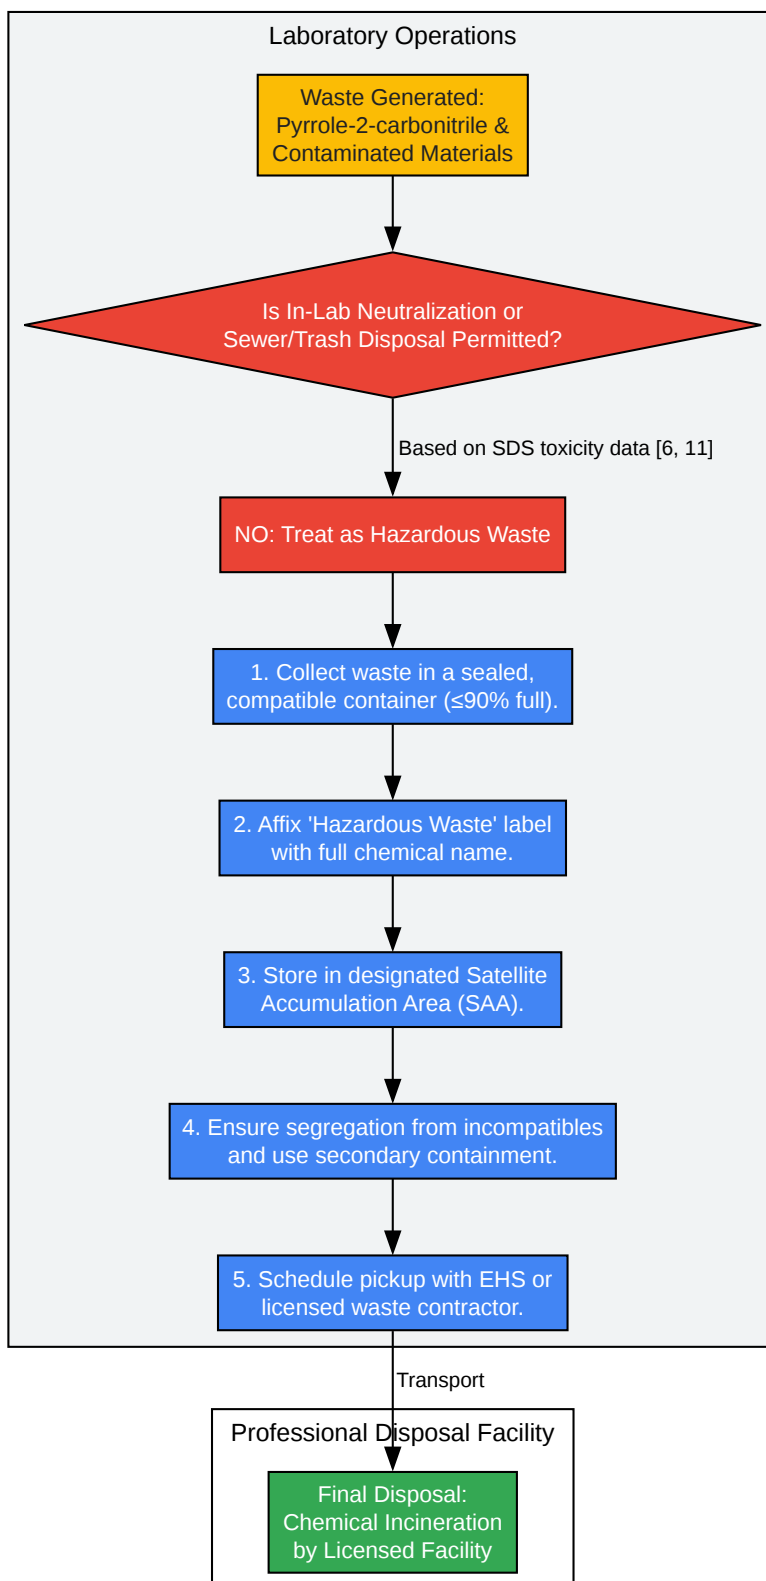 Laboratory Operations
Waste Generated:
Pyrrole-2-carbonitrile &
Contaminated Materials
Is In-Lab Neutralization or
Sewer/Trash Disposal Permitted?
Based on SDS toxicity data [6, 11]
NO: Treat as Hazardous Waste
1. Collect waste in a sealed,
compatible container (≤90% full).
2. Affix 'Hazardous Waste' label
with full chemical name.
3. Store in designated Satellite
Accumulation Area (SAA).
4. Ensure segregation from incompatibles
and use secondary containment.
5. Schedule pickup with EHS or
licensed waste contractor.
Transport
Professional Disposal Facility
Final Disposal:
Chemical Incineration
by Licensed Facility